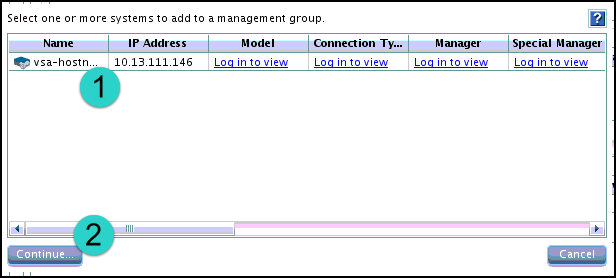 Select one or more systems to add to a management group.
?
Name IP Address Model Connection Ty... Manager Special Manager
vsa-hostn... 10.13.111.146 Log in to view Log in to view Log in to view Log in to view
1
2
Continue... Cancel